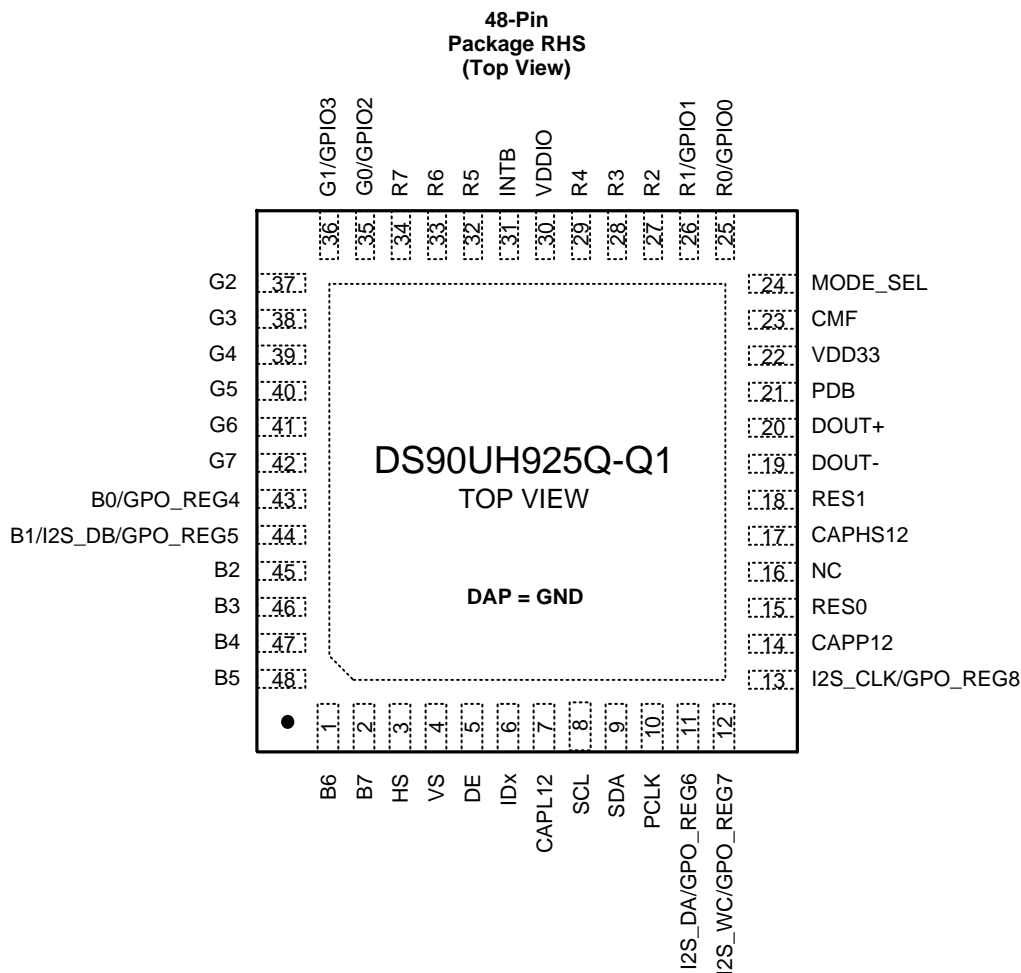 48-Pin
Package RHS
(Top View)
G1/GPIO3
G0/GPIO2
R7
R6
R5
INTB
VDDIO
R4
R3
R2
R1/GPIO1
R0/GPIO0
36
35
34
33
32
31
30
29
28
27
26
25
G2 37
G3 38
G4 39
G5 40
G6 41
G7 42
B0/GPO_REG4 43
B1/I2S_DB/GPO_REG5 44
B2 45
B3 46
B4 47
B5 48
DS90UH925Q-Q1
TOP VIEW
DAP = GND
24 MODE_SEL
23 CMF
22 VDD33
21 PDB
20 DOUT+
19 DOUT-
18 RES1
17 CAPHS12
16 NC
15 RES0
14 CAPP12
13 I2S_CLK/GPO_REG8
1
2
3
4
5
6
7
8
9
10
11
12
B6
B7
HS
VS
DE
IDx
CAPL12
SCL
SDA
PCLK
I2S_DA/GPO_REG6
I2S_WC/GPO_REG7